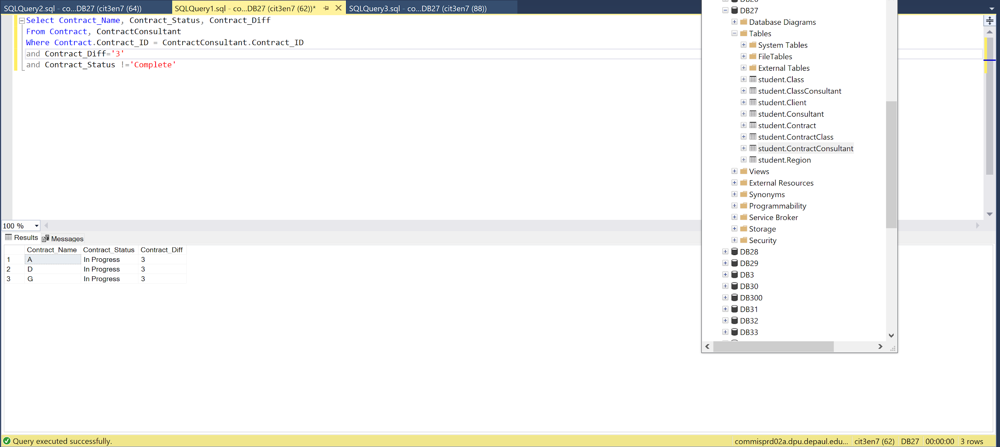 SQLQuery2.sql - co...DB27 (cit3en7 (64))
SQLQuery1.sql - co...DB27 (cit3en7 (62))*
SQLQuery3.sql - co...DB27 (cit3en7 (88))
Select Contract_Name, Contract_Status, Contract_Diff
From Contract, ContractConsultant
Where Contract.Contract_ID = ContractConsultant.Contract_ID
and Contract_Diff='3'
and Contract_Status !='Complete'
DB27
Database Diagrams
Tables
System Tables
FileTables
External Tables
student.Class
student.ClassConsultant
student.Client
student.Consultant
student.Contract
student.ContractClass
student.ContractConsultant
student.Region
Views
External Resources
Synonyms
Programmability
Service Broker
Storage
Security
DB28
DB29
DB3
DB30
DB300
DB31
DB32
DB33
100 %
Results Messages
Contract_Name Contract_Status Contract_Diff
1 A In Progress 3
2 D In Progress 3
3 G In Progress 3
Query executed successfully.
commisprd02a.dpu.depaul.edu... cit3en7 (62) DB27 00:00:00 3 rows